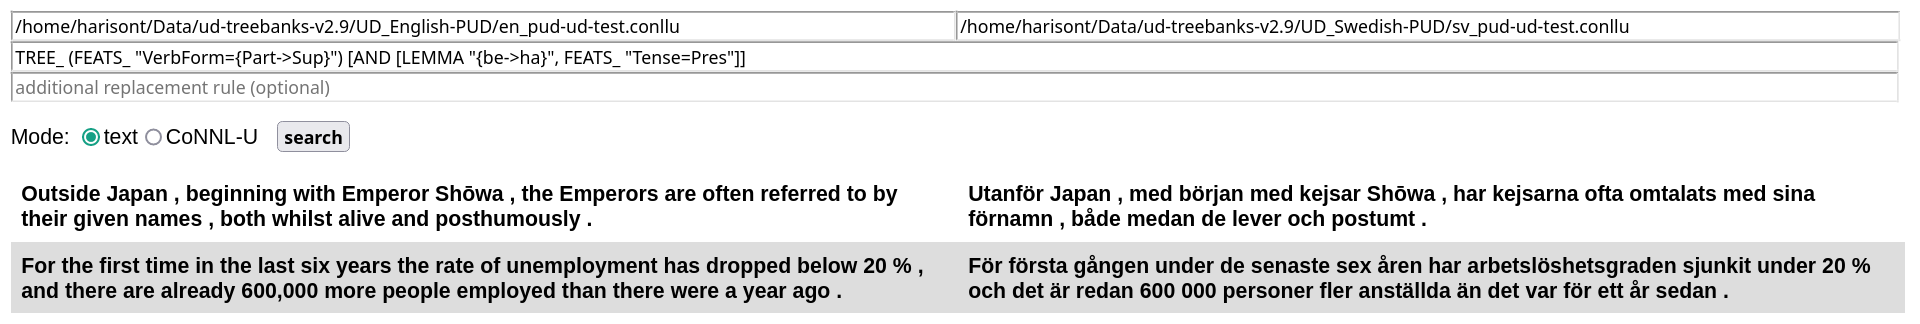 /home/harisont/Data/ud-treebanks-v2.9/UD_English-PUD/en_pud-ud-test.conllu
/home/harisont/Data/ud-treebanks-v2.9/UD_Swedish-PUD/sv_pud-ud-test.conllu
TREE_ (FEATS_ "VerbForm={Part->Sup}") [AND [LEMMA "{be->ha}", FEATS_ "Tense=Pres"]]
additional replacement rule (optional)
Mode: text CoNNL-U search
Outside Japan , beginning with Emperor Shōwa , the Emperors are often referred to by
their given names , both whilst alive and posthumously .
Utanför Japan , med början med kejsar Shōwa , har kejsarna ofta omtalats med sina
förnamn , både medan de lever och postumt .
For the first time in the last six years the rate of unemployment has dropped below 20 % ,
and there are already 600,000 more people employed than there were a year ago .
För första gången under de senaste sex åren har arbetslöshetsgraden sjunkit under 20 %
och det är redan 600 000 personer fler anställda än det var för ett år sedan .